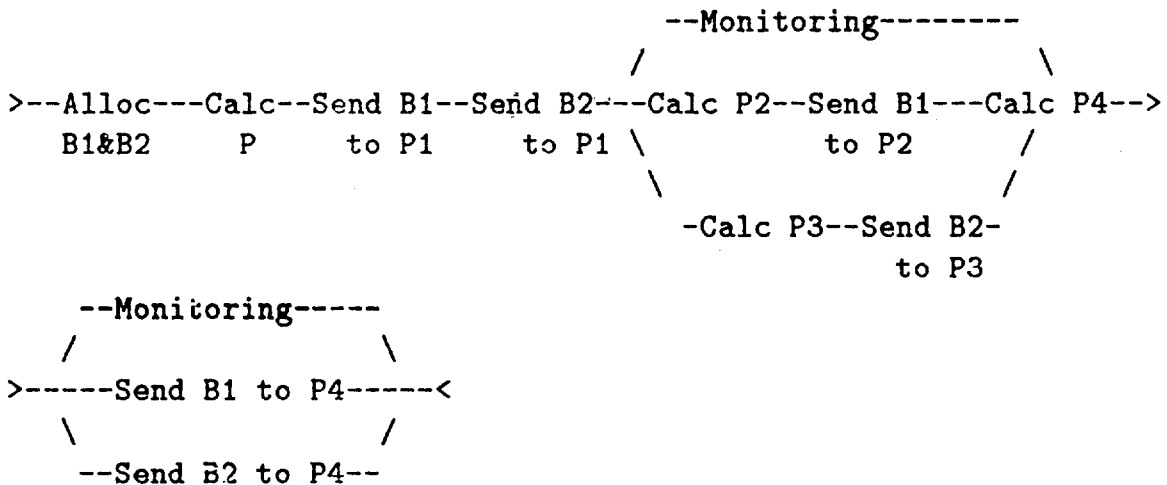 --Monitoring--------
/ \
>--Alloc---Calc--Send B1--Send B2---Calc P2--Send B1---Calc P4-->
B1&B2 P to P1 to P1 \ to P2 /
\ /
-Calc P3--Send B2-
to P3
--Monitoring-----
/ \
>-----Send B1 to P4-----<
\ /
--Send B2 to P4--